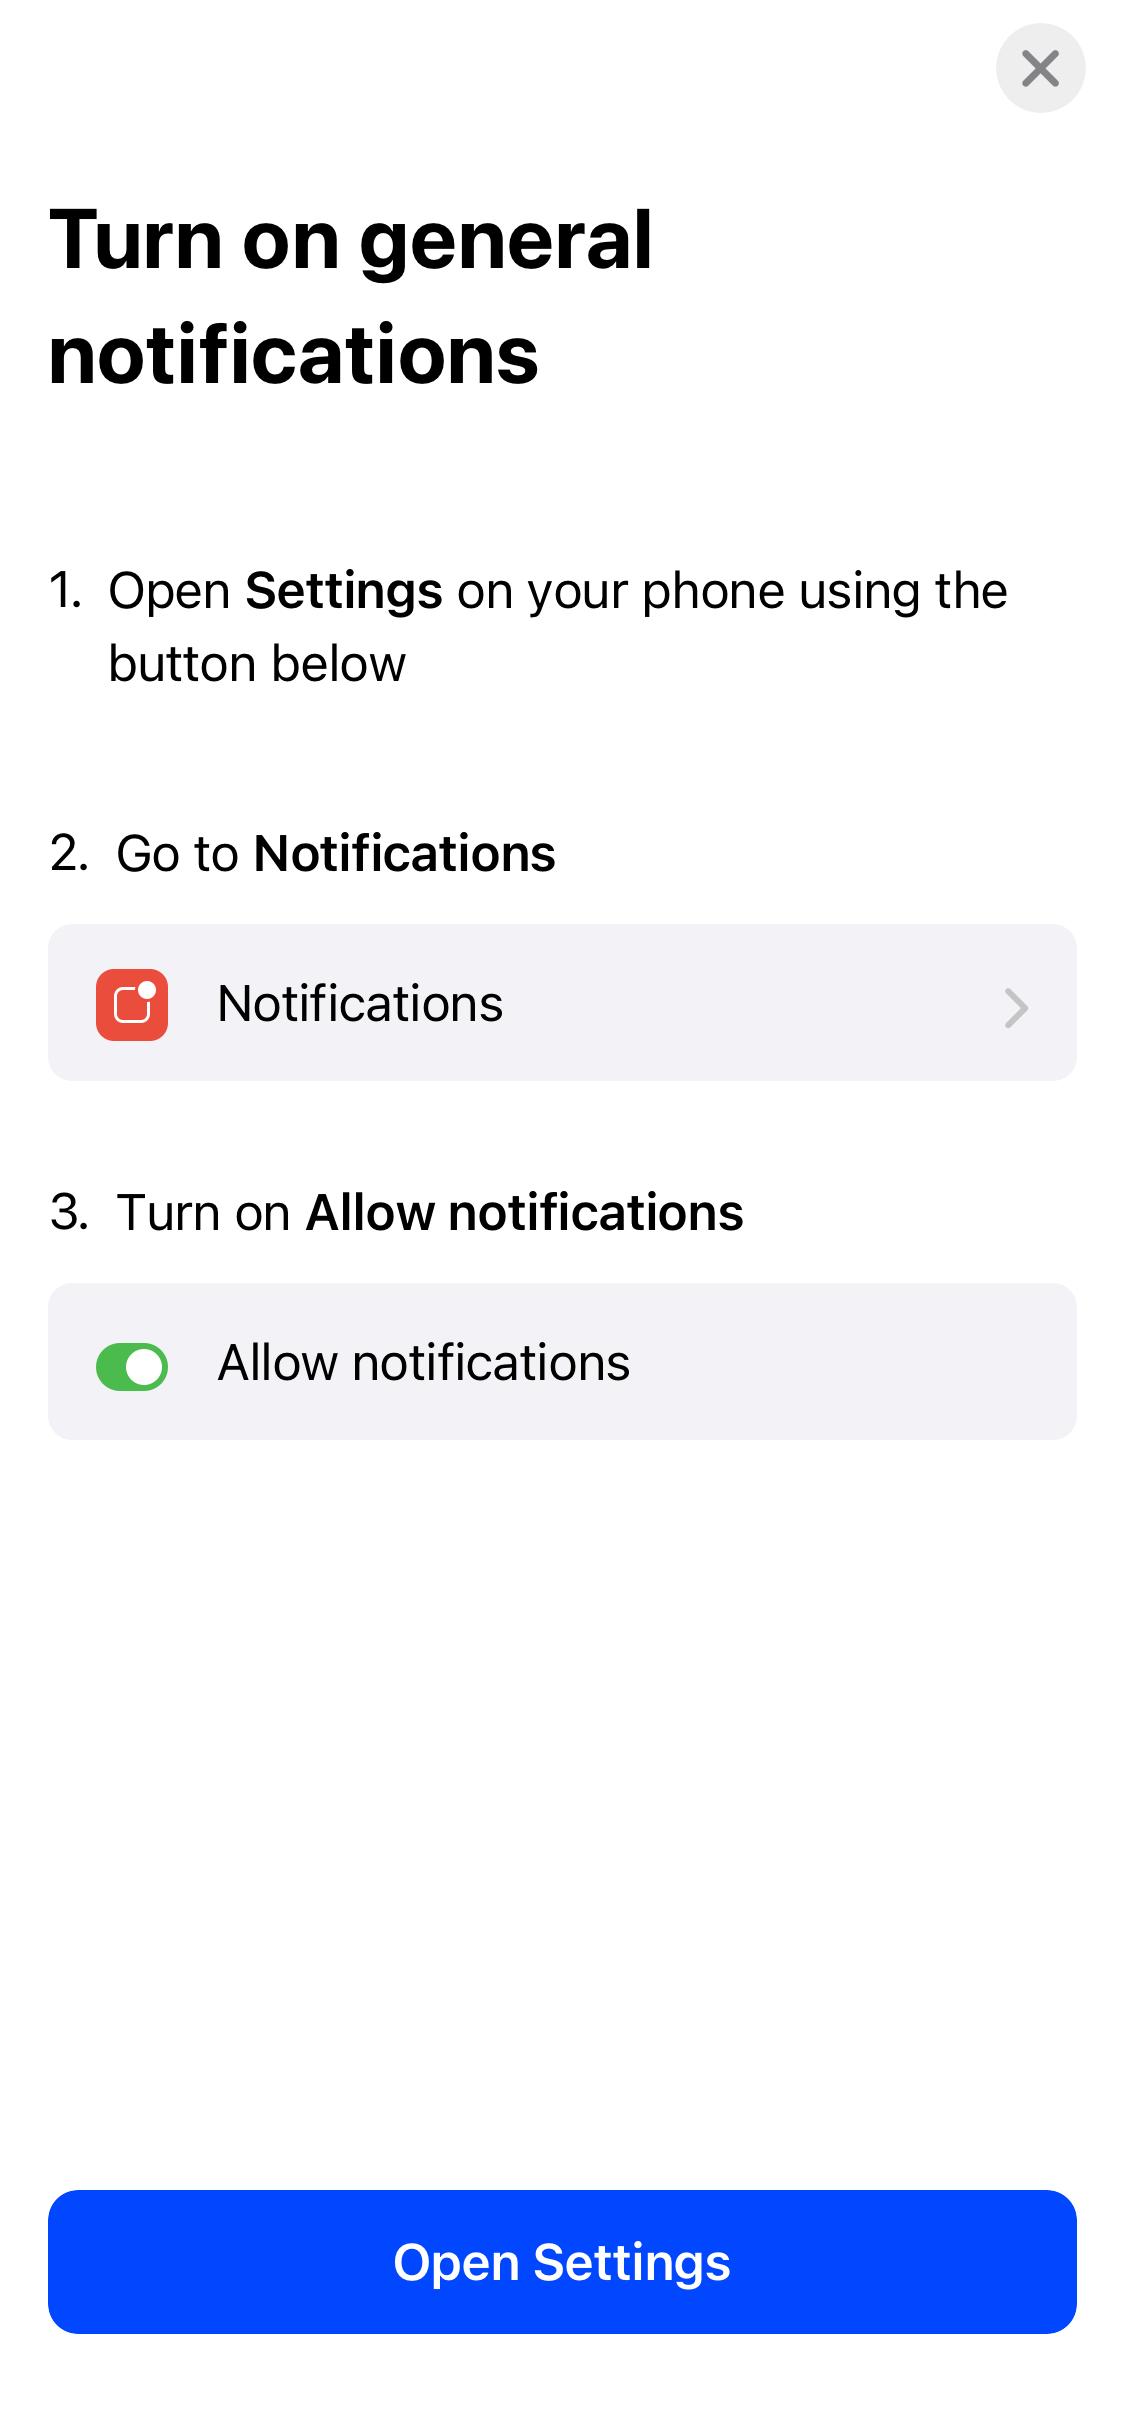 Turn on general
notifications
1. Open Settings on your phone using the
button below
2. Go to Notifications
Notifications
3. Turn on Allow notifications
Allow notifications
Open Settings